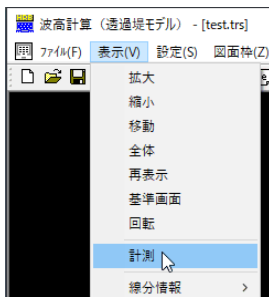 波高計算（透過堤モデル） - [test.trs]
ﾌｧｲﾙ(F) 表示(V) 設定(S) 図面枠(Z)
拡大
縮小
移動
全体
再表示
基準画面
回転
計測
線分情報 >